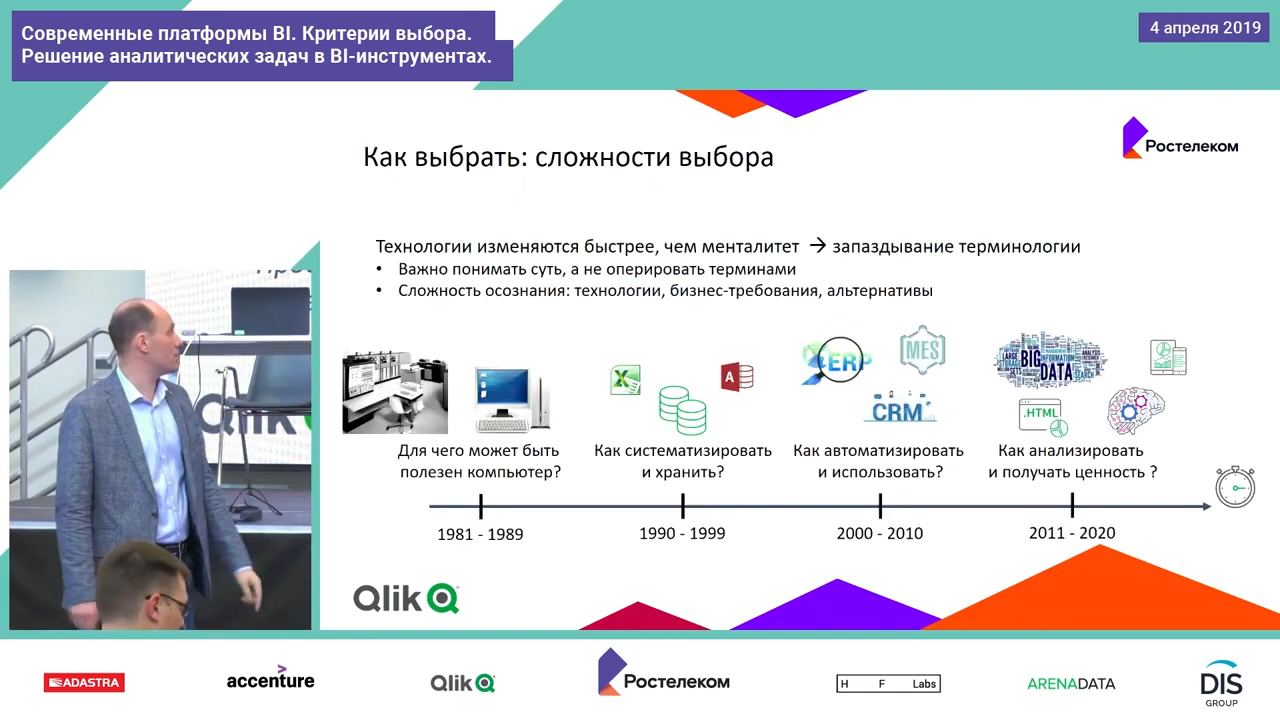 Современные платформы BI. Критерии выбора.
Решение аналитических задач в BI-инструментах.
4 апреля 2019
Ростелеком
Как выбрать: сложности выбора
Технологии изменяются быстрее, чем менталитет → запаздывание терминологии
• Важно понимать суть, а не оперировать терминами
• Сложность осознания: технологии, бизнес-требования, альтернативы
ERP
MES
BIG
DATA
CRM
.HTML
Для чего может быть
полезен компьютер?
Как систематизировать
и хранить?
Как автоматизировать
и использовать?
Как анализировать
и получать ценность ?
1981 - 1989
1990 - 1999
2000 - 2010
2011 - 2020
Qlik
Qlik
ADASTRA
accenture
Qlik
Ростелеком
H F Labs
ARENADATA
DIS
GROUP